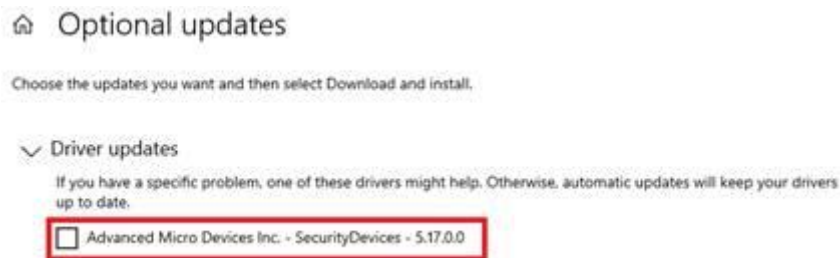 Optional updates
Choose the updates you want and then select Download and install.
Driver updates
If you have a specific problem, one of these drivers might help. Otherwise, automatic updates will keep your drivers
up to date.
Advanced Micro Devices Inc. - SecurityDevices - 5.17.0.0